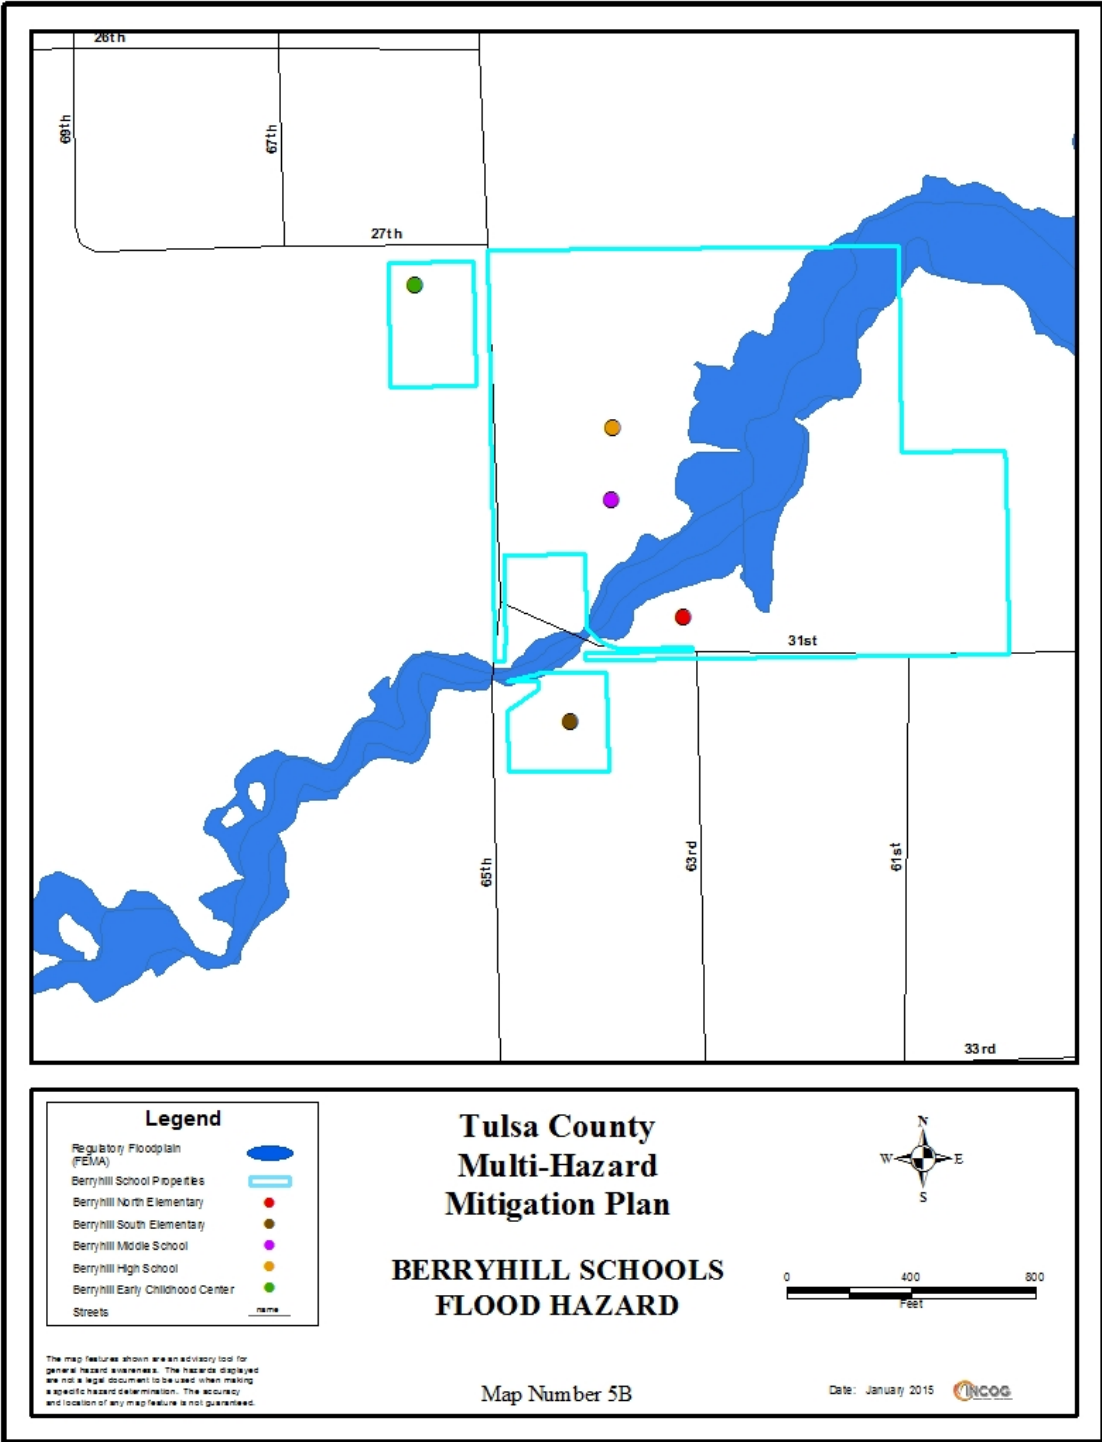 26th
69th
67th
27th
31st
65th
63rd
61st
33rd
Legend
Regulatory Floodplain
(FEMA)
Berryhill School Properties
Berryhill North Elementary
Berryhill South Elementary
Berryhill Middle School
Berryhill High School
Berryhill Early Childhood Center
Streets
name
The map features shown are an advisory tool for
general hazard awareness. The hazards displayed
are not a legal document to be used when making
a specific hazard determination. The accuracy
and location of any map feature is not guaranteed.
Tulsa County
Multi-Hazard
Mitigation Plan
BERRYHILL SCHOOLS
FLOOD HAZARD
Map Number 5B
N
W E
S
0 400 800
Feet
Date: January 2015
INCOG